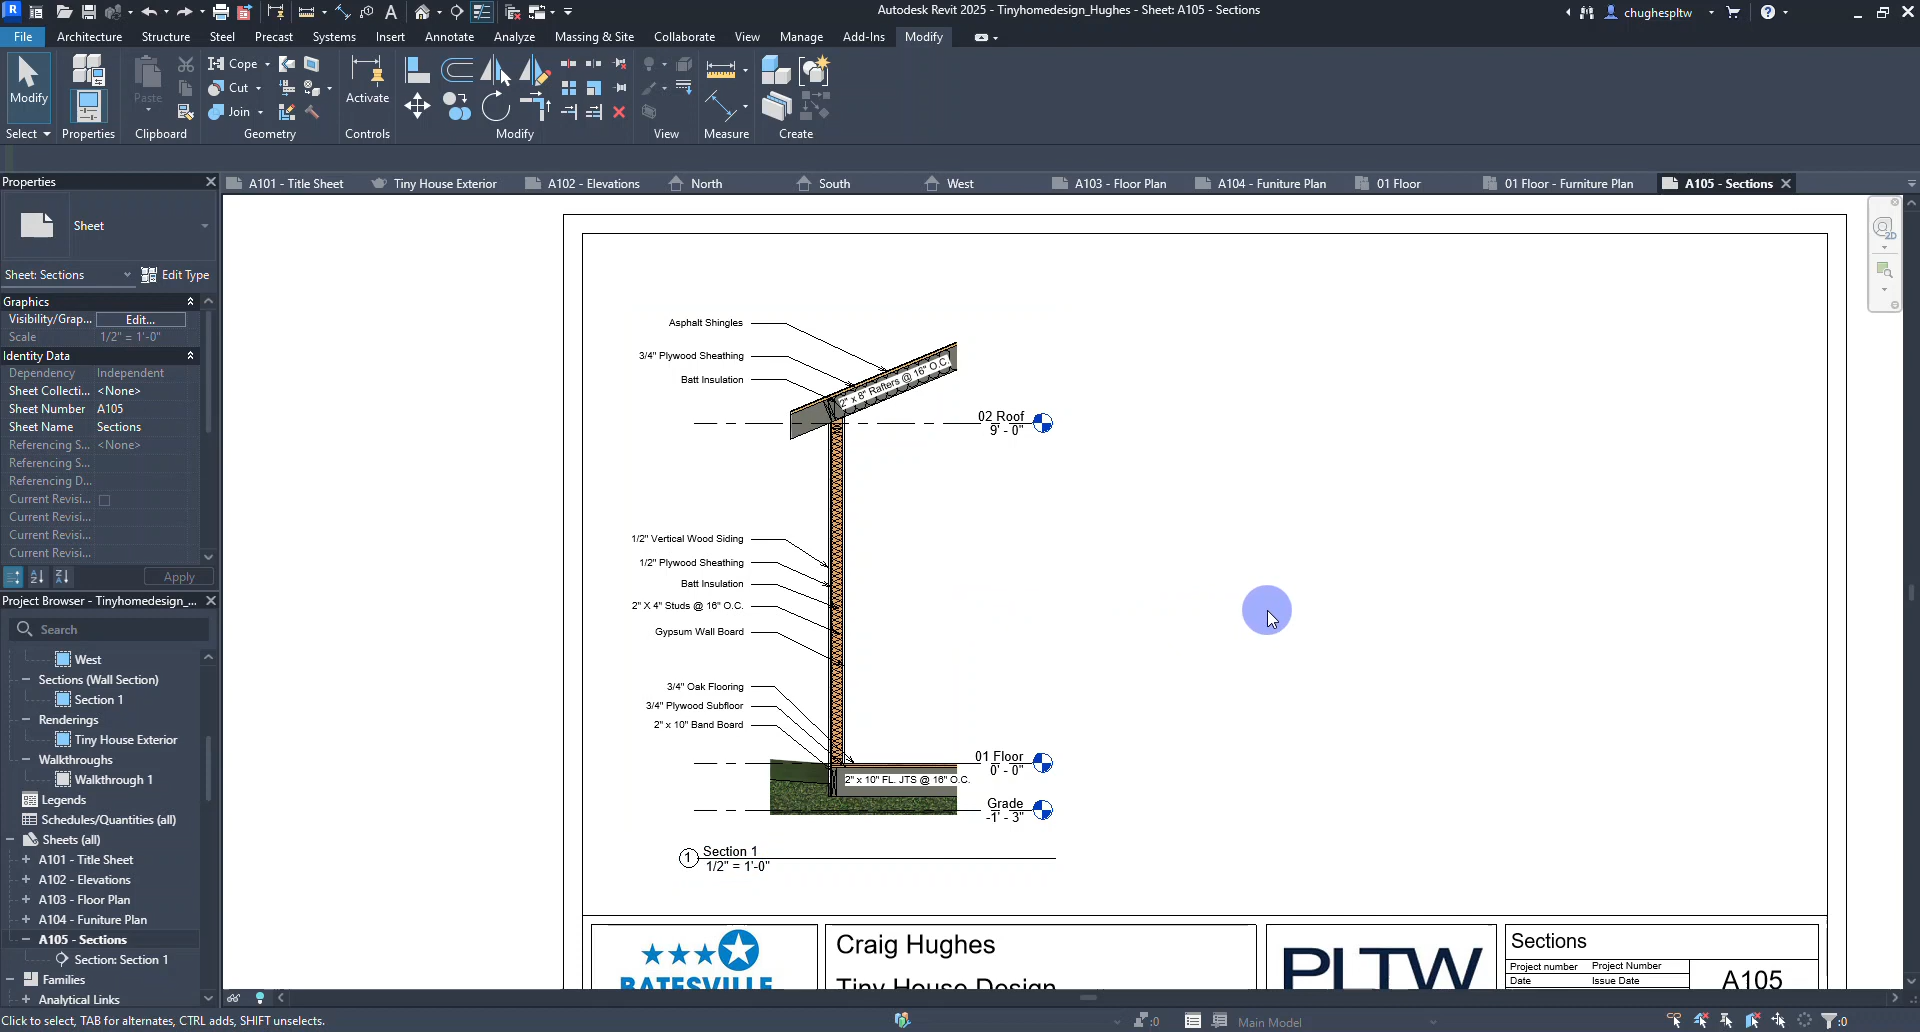 Autodesk Revit 2025 - Tinyhomedesign_Hughes - Sheet: A105 - Sections
chughespltw
File Architecture Structure Steel Precast Systems Insert Annotate Analyze Massing & Site Collaborate View Manage Add-Ins Modify
Modify
Paste
Cope
Cut
Join
Activate
Select Properties Clipboard Geometry Controls Modify View Measure Create
Properties
A101 - Title Sheet
Tiny House Exterior
A102 - Elevations
North
South
West
A103 - Floor Plan
A104 - Funiture Plan
01 Floor
01 Floor - Furniture Plan
A105 - Sections
Sheet
Sheet: Sections
Edit Type
Graphics
Visibility/Grap... Edit...
Scale 1/2" = 1'-0"
Identity Data
Dependency Independent
Sheet Collecti... <None>
Sheet Number A105
Sheet Name Sections
Referencing S... <None>
Referencing S...
Referencing D...
Current Revisi...
Current Revisi...
Current Revisi...
Current Revisi...
Apply
Project Browser - Tinyhomedesign_...
Search
West
Sections (Wall Section)
Section 1
Renderings
Tiny House Exterior
Walkthroughs
Walkthrough 1
Legends
Schedules/Quantities (all)
Sheets (all)
A101 - Title Sheet
A102 - Elevations
A103 - Floor Plan
A104 - Funiture Plan
A105 - Sections
Section: Section 1
Families
Analytical Links
2D
Asphalt Shingles
3/4" Plywood Sheathing
Batt Insulation
2" x 8" Rafters @ 16" O.C.
02 Roof
9' - 0"
1/2" Vertical Wood Siding
1/2" Plywood Sheathing
Batt Insulation
2" X 4" Studs @ 16" O.C.
Gypsum Wall Board
3/4" Oak Flooring
3/4" Plywood Subfloor
2" x 10" Band Board
01 Floor
0' - 0"
2" x 10" FL. JTS @ 16" O.C.
Grade
-1' - 3"
1
Section 1
1/2" = 1'-0"
BATESVILLE
Craig Hughes
Tiny House Design
PLTW
Sections
Project number Project Number
Date Issue Date
A105
Click to select, TAB for alternates, CTRL adds, SHIFT unselects.
:0
Main Model
:0